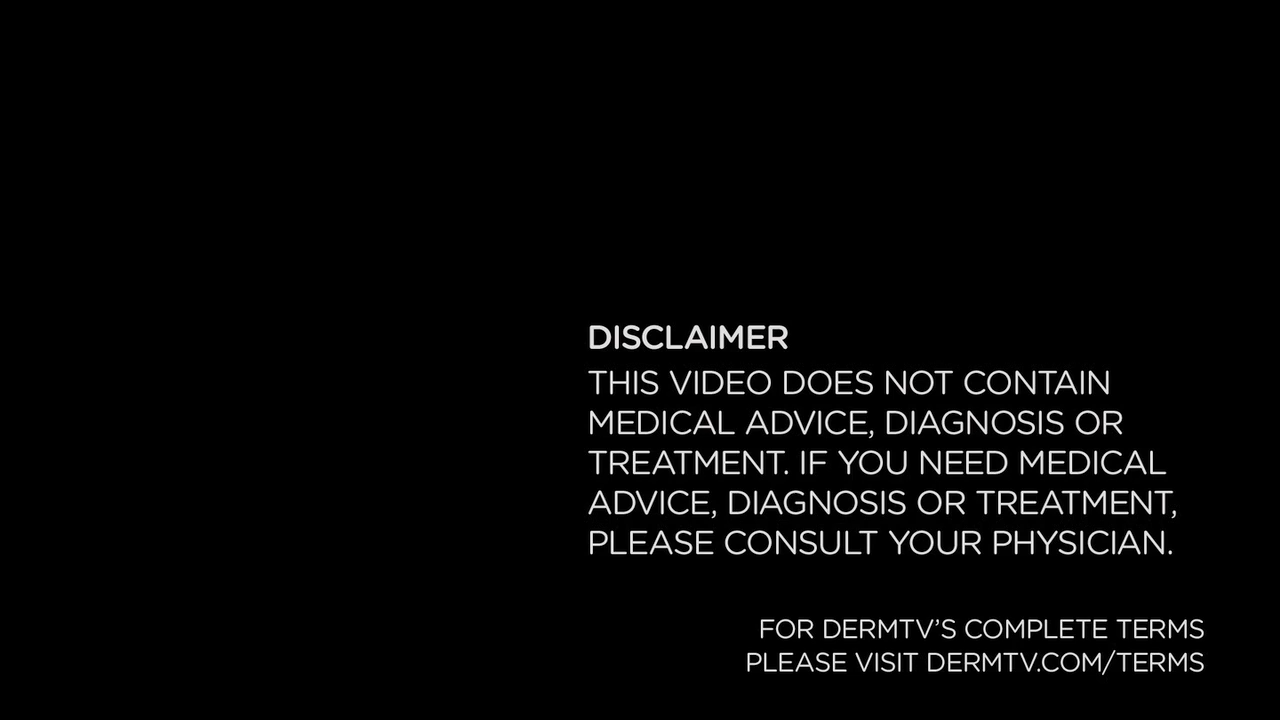 DISCLAIMER
THIS VIDEO DOES NOT CONTAIN
MEDICAL ADVICE, DIAGNOSIS OR
TREATMENT. IF YOU NEED MEDICAL
ADVICE, DIAGNOSIS OR TREATMENT,
PLEASE CONSULT YOUR PHYSICIAN.
FOR DERMTV’S COMPLETE TERMS
PLEASE VISIT DERMTV.COM/TERMS